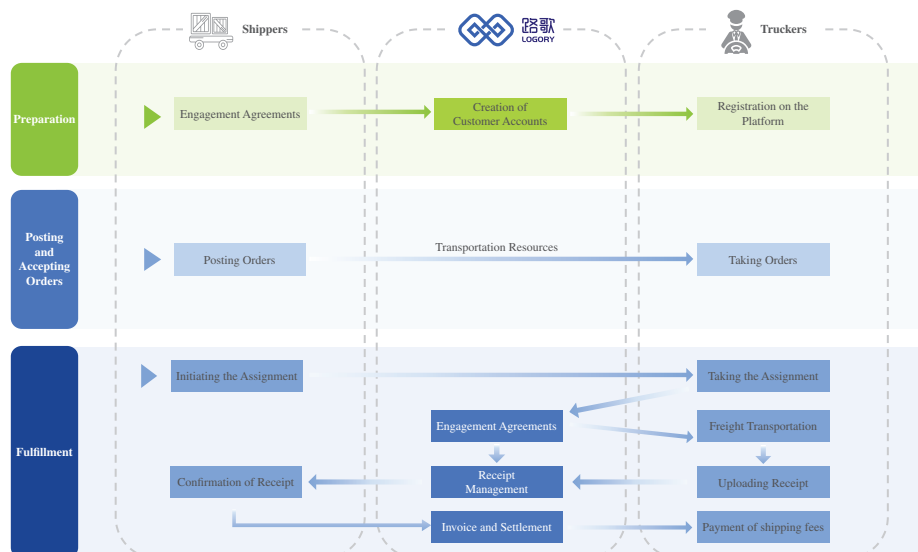 Shippers
路歌
LOGORY
Truckers
Preparation
Engagement Agreements
Creation of
Customer Accounts
Registration on the
Platform
Posting
and
Accepting
Orders
Posting Orders
Transportation Resources
Taking Orders
Fulfillment
Initiating the Assignment
Taking the Assignment
Engagement Agreements
Freight Transportation
Confirmation of Receipt
Receipt
Management
Uploading Receipt
Invoice and Settlement
Payment of shipping fees